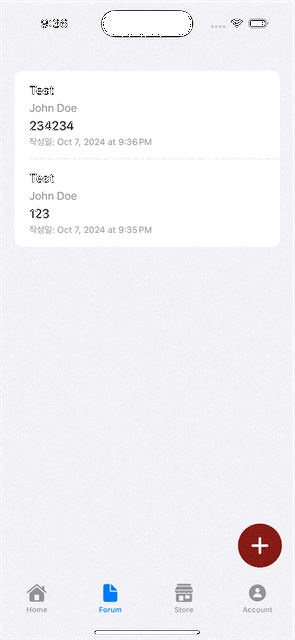 9:36
Test
John Doe
234234
작성일: Oct 7, 2024 at 9:36 PM
Test
John Doe
123
작성일: Oct 7, 2024 at 9:35 PM
Home
Forum
Store
Account